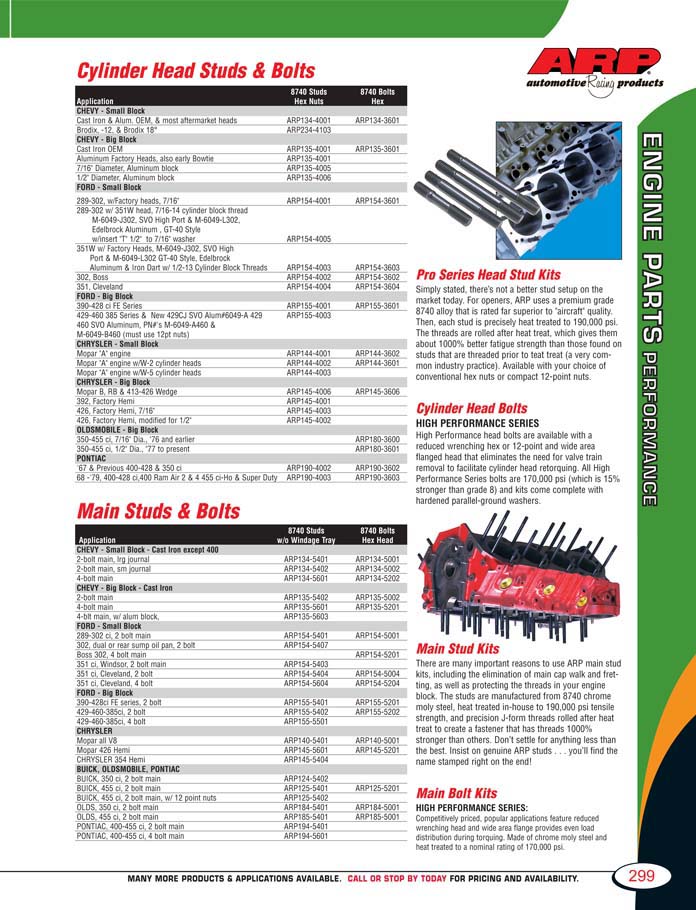 Cylinder Head Studs & Bolts
ARP
automotive Racing products
8740 Studs 8740 Bolts
Application Hex Nuts Hex
CHEVY - Small Block
Cast Iron & Alum. OEM, & most aftermarket heads ARP134-4001 ARP134-3601
Brodix, -12, & Brodix 18" ARP234-4103
CHEVY - Big Block
Cast Iron OEM ARP135-4001 ARP135-3601
Aluminum Factory Heads, also early Bowtie ARP135-4001
7/16" Diameter, Aluminum block ARP135-4005
1/2" Diameter, Aluminum block ARP135-4006
FORD - Small Block
289-302, w/Factory heads, 7/16" ARP154-4001 ARP154-3601
289-302 w/ 351W head, 7/16-14 cylinder block thread
M-6049-J302, SVO High Port & M-6049-L302,
Edelbrock Aluminum , GT-40 Style
w/insert "T" 1/2" to 7/16" washer ARP154-4005
351W w/ Factory Heads, M-6049-J302, SVO High
Port & M-6049-L302 GT-40 Style, Edelbrock
Aluminum & Iron Dart w/ 1/2-13 Cylinder Block Threads ARP154-4003 ARP154-3603
302, Boss ARP154-4002 ARP154-3602
351, Cleveland ARP154-4004 ARP154-3604
FORD - Big Block
390-428 ci FE Series ARP155-4001 ARP155-3601
429-460 385 Series & New 429CJ SVO Alum#6049-A 429 ARP155-4003
460 SVO Aluminum, PN#'s M-6049-A460 &
M-6049-B460 (must use 12pt nuts)
CHRYSLER - Small Block
Mopar "A" engine ARP144-4001 ARP144-3602
Mopar "A" engine w/W-2 cylinder heads ARP144-4002 ARP144-3601
Mopar "A" engine w/W-5 cylinder heads ARP144-4003
CHRYSLER - Big Block
Mopar B, RB & 413-426 Wedge ARP145-4006 ARP145-3606
392, Factory Hemi ARP145-4001
426, Factory Hemi, 7/16" ARP145-4003
426, Factory Hemi, modified for 1/2" ARP145-4002
OLDSMOBILE - Big Block
350-455 ci, 7/16" Dia., '76 and earlier ARP180-3600
350-455 ci, 1/2" Dia., '77 to present ARP180-3601
PONTIAC
'67 & Previous 400-428 & 350 ci ARP190-4002 ARP190-3602
68 -'79, 400-428 ci,400 Ram Air 2 & 4 455 ci-Ho & Super Duty ARP190-4003 ARP190-3603
Main Studs & Bolts
8740 Studs 8740 Bolts
Application w/o Windage Tray Hex Head
CHEVY - Small Block - Cast Iron except 400
2-bolt main, lrg journal ARP134-5401 ARP134-5001
2-bolt main, sm journal ARP134-5402 ARP134-5002
4-bolt main ARP134-5601 ARP134-5202
CHEVY - Big Block - Cast Iron
2-bolt main ARP135-5402 ARP135-5002
4-bolt main ARP135-5601 ARP135-5201
4-blt main, w/ alum block, ARP135-5603
FORD - Small Block
289-302 ci, 2 bolt main ARP154-5401 ARP154-5001
302, dual or rear sump oil pan, 2 bolt ARP154-5407
Boss 302, 4 bolt main ARP154-5201
351 ci, Windsor, 2 bolt main ARP154-5403
351 ci, Cleveland, 2 bolt ARP154-5404 ARP154-5004
351 ci, Cleveland, 4 bolt ARP154-5604 ARP154-5204
FORD - Big Block
390-428ci FE series, 2 bolt ARP155-5401 ARP155-5201
429-460-385ci, 2 bolt ARP155-5402 ARP155-5202
429-460-385ci, 4 bolt ARP155-5501
CHRYSLER
Mopar all V8 ARP140-5401 ARP140-5001
Mopar 426 Hemi ARP145-5601 ARP145-5201
CHRYSLER 354 Hemi ARP145-5404
BUICK, OLDSMOBILE, PONTIAC
BUICK, 350 ci, 2 bolt main ARP124-5402
BUICK, 455 ci, 2 bolt main ARP125-5401 ARP125-5201
BUICK, 455 ci, 2 bolt main, w/ 12 point nuts ARP125-5402
OLDS, 350 ci, 2 bolt main ARP184-5401 ARP184-5001
OLDS, 455 ci, 2 bolt main ARP185-5401 ARP185-5001
PONTIAC, 400-455 ci, 2 bolt main ARP194-5401
PONTIAC, 400-455 ci, 4 bolt main ARP194-5601
Pro Series Head Stud Kits
Simply stated, there's not a better stud setup on the
market today. For openers, ARP uses a premium grade
8740 alloy that is rated far superior to "aircraft" quality.
Then, each stud is precisely heat treated to 190,000 psi.
The threads are rolled after heat treat, which gives them
about 1000% better fatigue strength than those found on
studs that are threaded prior to teat treat (a very com-
mon industry practice). Available with your choice of
conventional hex nuts or compact 12-point nuts.
Cylinder Head Bolts
HIGH PERFORMANCE SERIES
High Performance head bolts are available with a
reduced wrenching hex or 12-point and wide area
flanged head that eliminates the need for valve train
removal to facilitate cylinder head retorquing. All High
Performance Series bolts are 170,000 psi (which is 15%
stronger than grade 8) and kits come complete with
hardened parallel-ground washers.
Main Stud Kits
There are many important reasons to use ARP main stud
kits, including the elimination of main cap walk and fret-
ting, as well as protecting the threads in your engine
block. The studs are manufactured from 8740 chrome
moly steel, heat treated in-house to 190,000 psi tensile
strength, and precision J-form threads rolled after heat
treat to create a fastener that has threads 1000%
stronger than others. Don't settle for anything less than
the best. Insist on genuine ARP studs . . . you'll find the
name stamped right on them!
Main Bolt Kits
HIGH PERFORMANCE SERIES:
Competitively priced, popular applications feature reduced
wrenching head and wide area flange provides even load
distribution during torquing. Made of chrome moly steel and
heat treated to a nominal rating of 170,000 psi.
ENGINE PARTS PERFORMANCE
MANY MORE PRODUCTS & APPLICATIONS AVAILABLE. CALL OR STOP BY TODAY FOR PRICING AND AVAILABILITY.
299